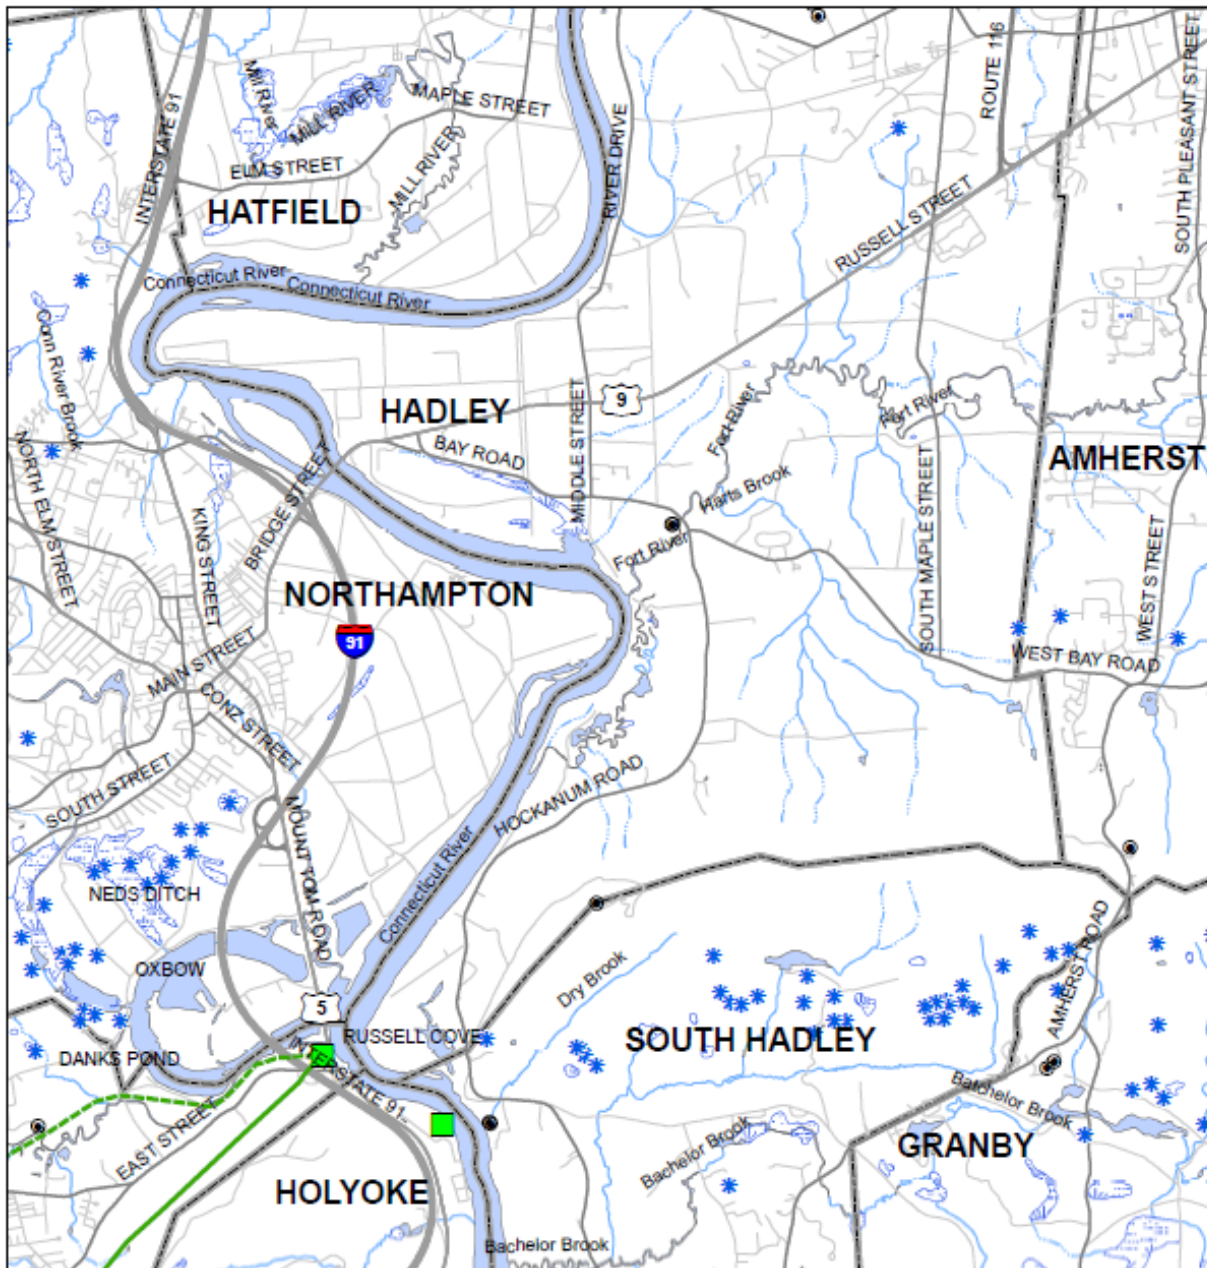 INTERSTATE 91
Mill River
MILL RIVER
MAPLE STREET
ROUTE 116
SOUTH PLEASANT STREET
ELM STREET
MILL RIVER
RIVER DRIVE
HATFIELD
RUSSELL STREET
Connecticut River
Connecticut River
Conn River Brook
HADLEY
9
Fort River
Fort River
BAY ROAD
MIDDLE STREET
AMHERST
NORTH ELM STREET
KING STREET
BRIDGE STREET
Harts Brook
Fort River
SOUTH MAPLE STREET
WEST STREET
NORTHAMPTON
91
MAIN STREET
WEST BAY ROAD
CONZ STREET
SOUTH STREET
MOUNT TOM ROAD
HOCKANUM ROAD
Connecticut River
NEDS DITCH
OXBOW
Dry Brook
AMHERST ROAD
5
RUSSELL COVE
SOUTH HADLEY
DANKS POND
INTERSTATE 91
EAST STREET
Batchelor Brook
Bachelor Brook
GRANBY
HOLYOKE
Bachelor Brook